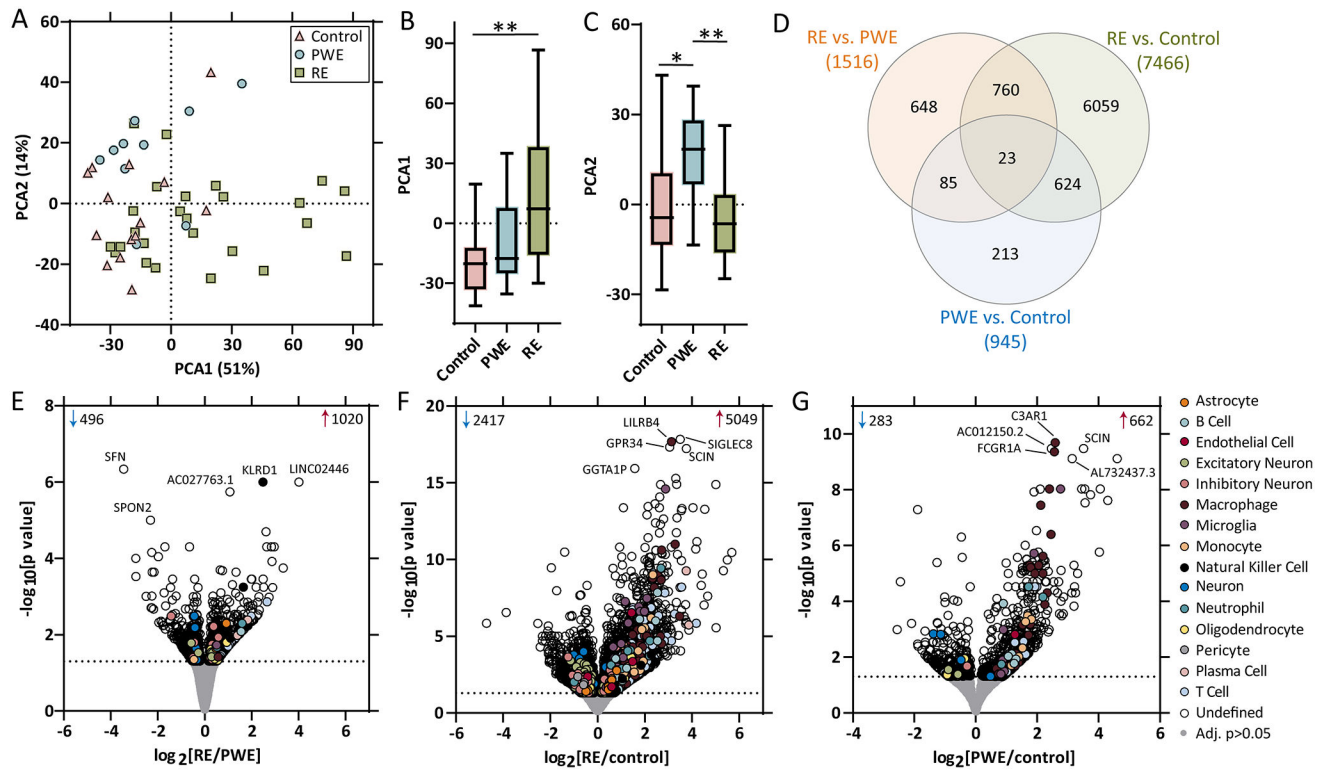 A
60
40
20
0
-20
-40
PCA2 (14%)
-30
0
30
60
90
PCA1 (51%)
Control
PWE
RE
B
**
90
60
30
0
-30
PCA1
Control
PWE
RE
C
60
30
0
-30
PCA2
*
**
Control
PWE
RE
D
RE vs. PWE
(1516)
RE vs. Control
(7466)
648
760
6059
23
85
624
213
PWE vs. Control
(945)
E
8
6
4
2
0
-log10[p value]
↓496
↑1020
SFN
AC027763.1
KLRD1
LINC02446
SPON2
-6
-4
-2
0
2
4
6
log2[RE/PWE]
F
20
15
10
5
0
-log10[p value]
↓2417
↑5049
LILRB4
GPR34
SIGLEC8
SCIN
GGTA1P
-6
-4
-2
0
2
4
6
log2[RE/control]
G
10
8
6
4
2
0
-log10[p value]
↓283
↑662
C3AR1
AC012150.2
SCIN
FCGR1A
AL732437.3
-4
-2
0
2
4
6
log2[PWE/control]
Astrocyte
B Cell
Endothelial Cell
Excitatory Neuron
Inhibitory Neuron
Macrophage
Microglia
Monocyte
Natural Killer Cell
Neuron
Neutrophil
Oligodendrocyte
Pericyte
Plasma Cell
T Cell
Undefined
Adj. p>0.05